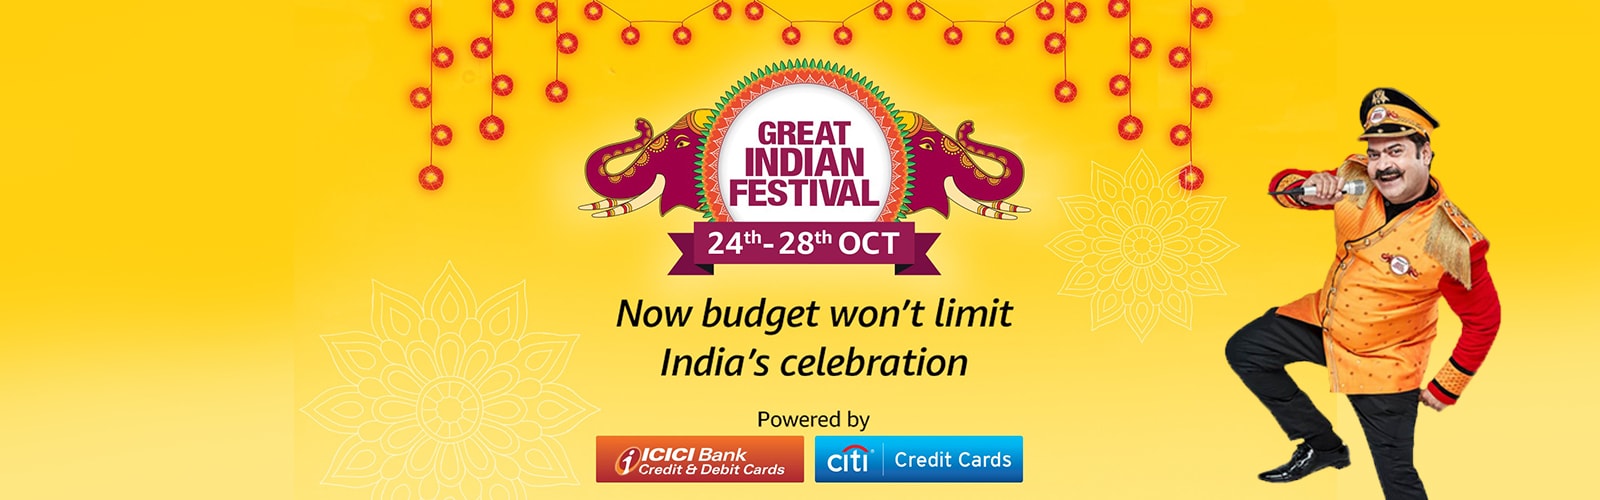 GREAT
INDIAN
FESTIVAL
24th-28th OCT
Now budget won't limit
India's celebration
Powered by
ICICI Bank
Credit & Debit Cards
citi Credit Cards